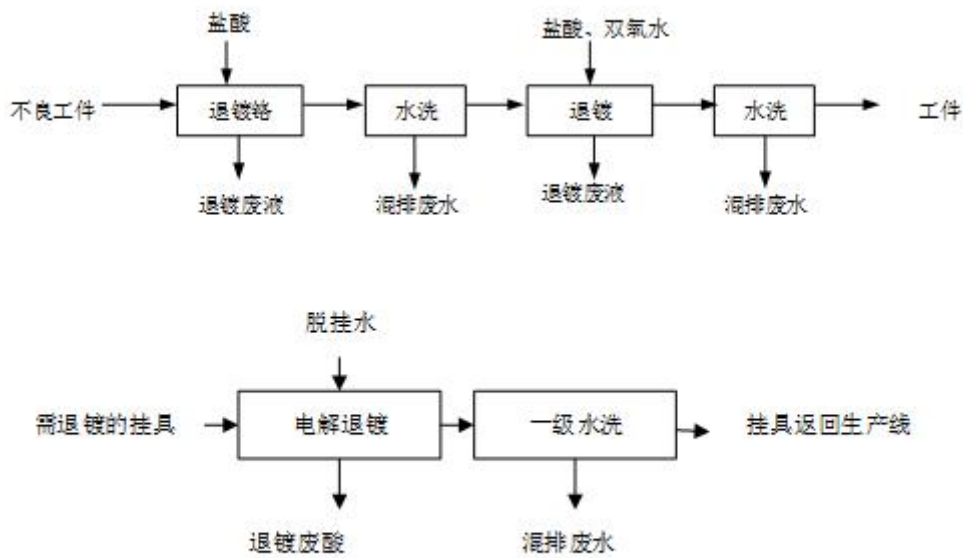 盐酸
盐酸、双氧水
不良工件
退镀铬
水洗
退镀
水洗
工件
退镀废液
混排废水
退镀废液
混排废水
脱挂水
需退镀的挂具
电解退镀
一级水洗
挂具返回生产线
退镀废酸
混排废水